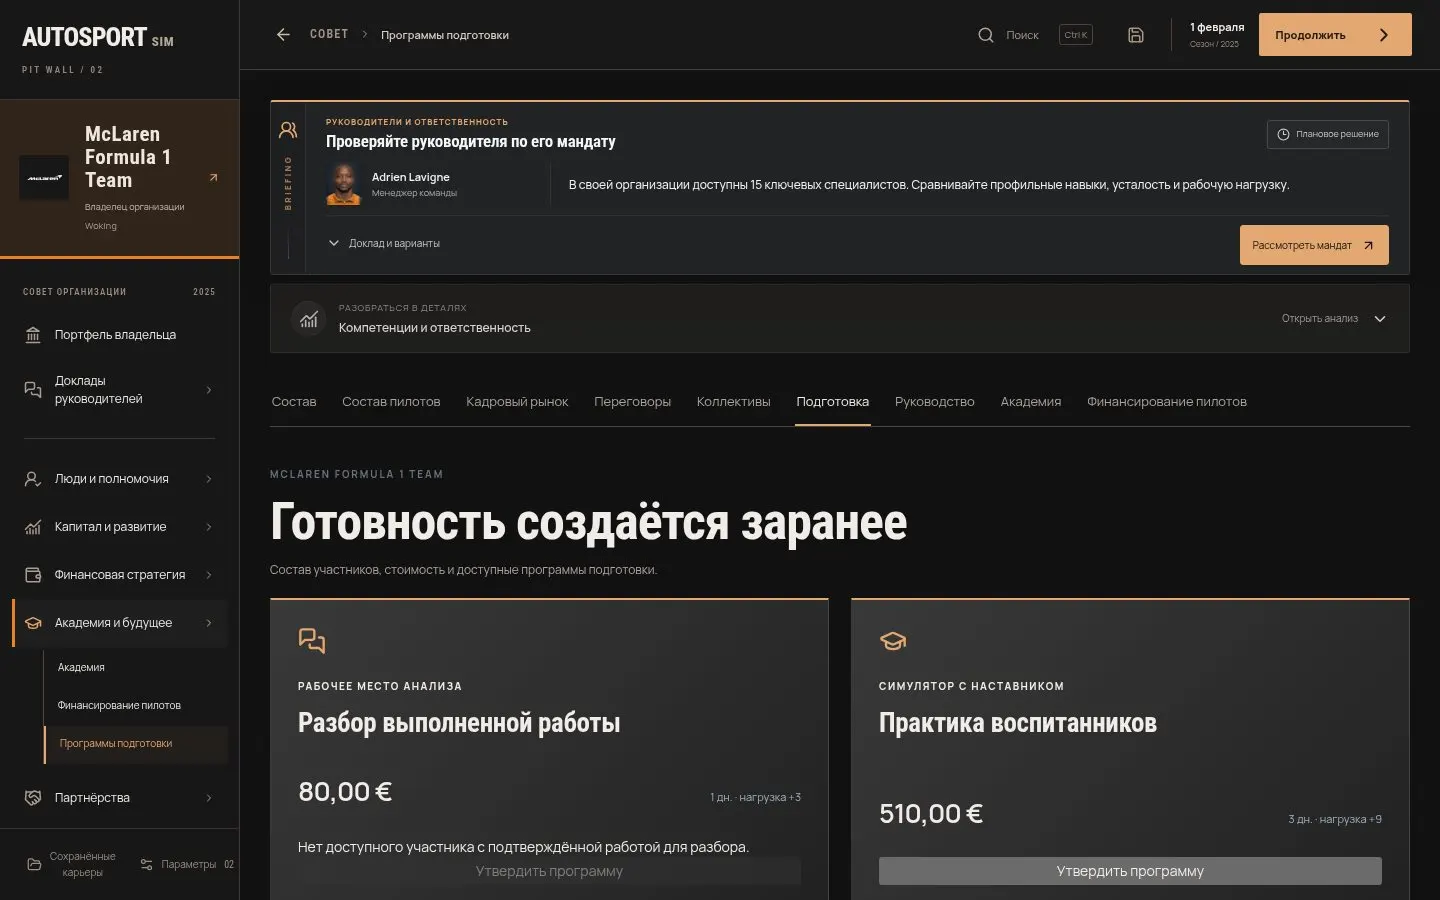 AUTOSPORT SIM
PIT WALL / 02
McLaren
Formula 1
Team
Владелец организации
Woking
СОВЕТ ОРГАНИЗАЦИИ 2025
Портфель владельца
Доклады
руководителей
Люди и полномочия
Капитал и развитие
Финансовая стратегия
Академия и будущее
Академия
Финансирование пилотов
Программы подготовки
Партнёрства
Сохранённые
карьеры
Параметры 02
СОВЕТ
Программы подготовки
Поиск
Ctrl K
1 февраля
Сезон / 2025
Продолжить
BRIEFING
РУКОВОДИТЕЛИ И ОТВЕТСТВЕННОСТЬ
Проверяйте руководителя по его мандату
Плановое решение
Adrien Lavigne
Менеджер команды
В своей организации доступны 15 ключевых специалистов. Сравнивайте профильные навыки, усталость и рабочую нагрузку.
Доклад и варианты
Рассмотреть мандат
РАЗОБРАТЬСЯ В ДЕТАЛЯХ
Компетенции и ответственность
Открыть анализ
Состав Состав пилотов Кадровый рынок Переговоры Коллективы Подготовка Руководство Академия Финансирование пилотов
MCLAREN FORMULA 1 TEAM
Готовность создаётся заранее
Состав участников, стоимость и доступные программы подготовки.
РАБОЧЕЕ МЕСТО АНАЛИЗА
Разбор выполненной работы
80,00 €
1 дн. · нагрузка +3
Нет доступного участника с подтверждённой работой для разбора.
Утвердить программу
СИМУЛЯТОР С НАСТАВНИКОМ
Практика воспитанников
510,00 €
3 дн. · нагрузка +9
Утвердить программу